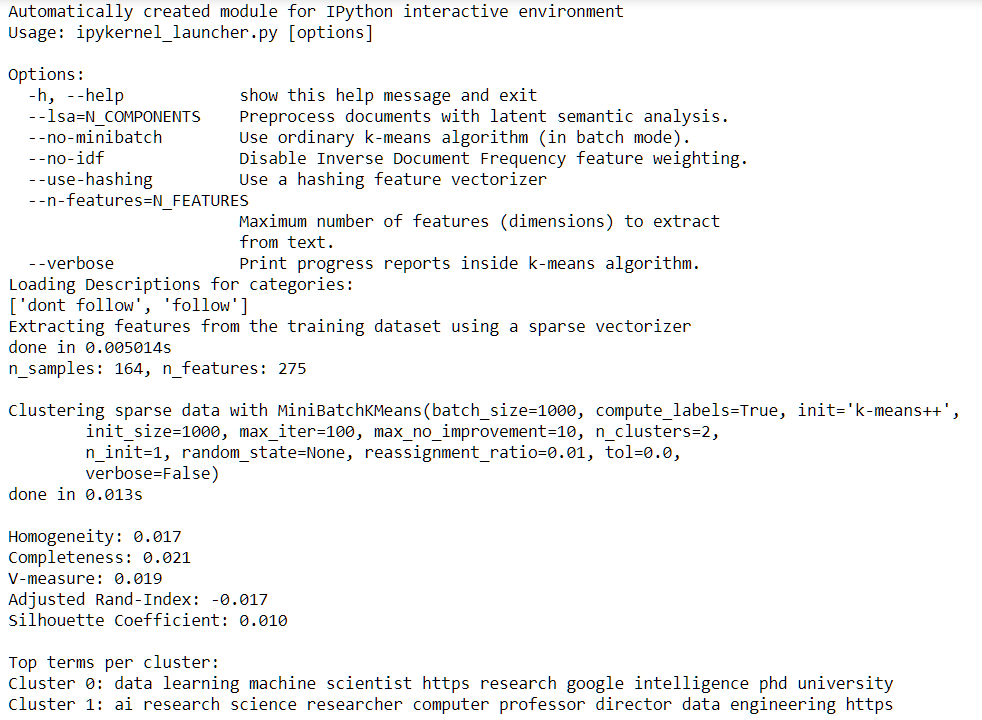 Automatically created module for IPython interactive environment
Usage: ipykernel_launcher.py [options]

Options:
  -h, --help            show this help message and exit
  --lsa=N_COMPONENTS    Preprocess documents with latent semantic analysis.
  --no-minibatch        Use ordinary k-means algorithm (in batch mode).
  --no-idf              Disable Inverse Document Frequency feature weighting.
  --use-hashing         Use a hashing feature vectorizer
  --n-features=N_FEATURES
                        Maximum number of features (dimensions) to extract
                        from text.
  --verbose             Print progress reports inside k-means algorithm.
Loading Descriptions for categories:
['dont follow', 'follow']
Extracting features from the training dataset using a sparse vectorizer
done in 0.005014s
n_samples: 164, n_features: 275

Clustering sparse data with MiniBatchKMeans(batch_size=1000, compute_labels=True, init='k-means++',
        init_size=1000, max_iter=100, max_no_improvement=10, n_clusters=2,
        n_init=1, random_state=None, reassignment_ratio=0.01, tol=0.0,
        verbose=False)
done in 0.013s

Homogeneity: 0.017
Completeness: 0.021
V-measure: 0.019
Adjusted Rand-Index: -0.017
Silhouette Coefficient: 0.010

Top terms per cluster:
Cluster 0: data learning machine scientist https research google intelligence phd university
Cluster 1: ai research science researcher computer professor director data engineering https